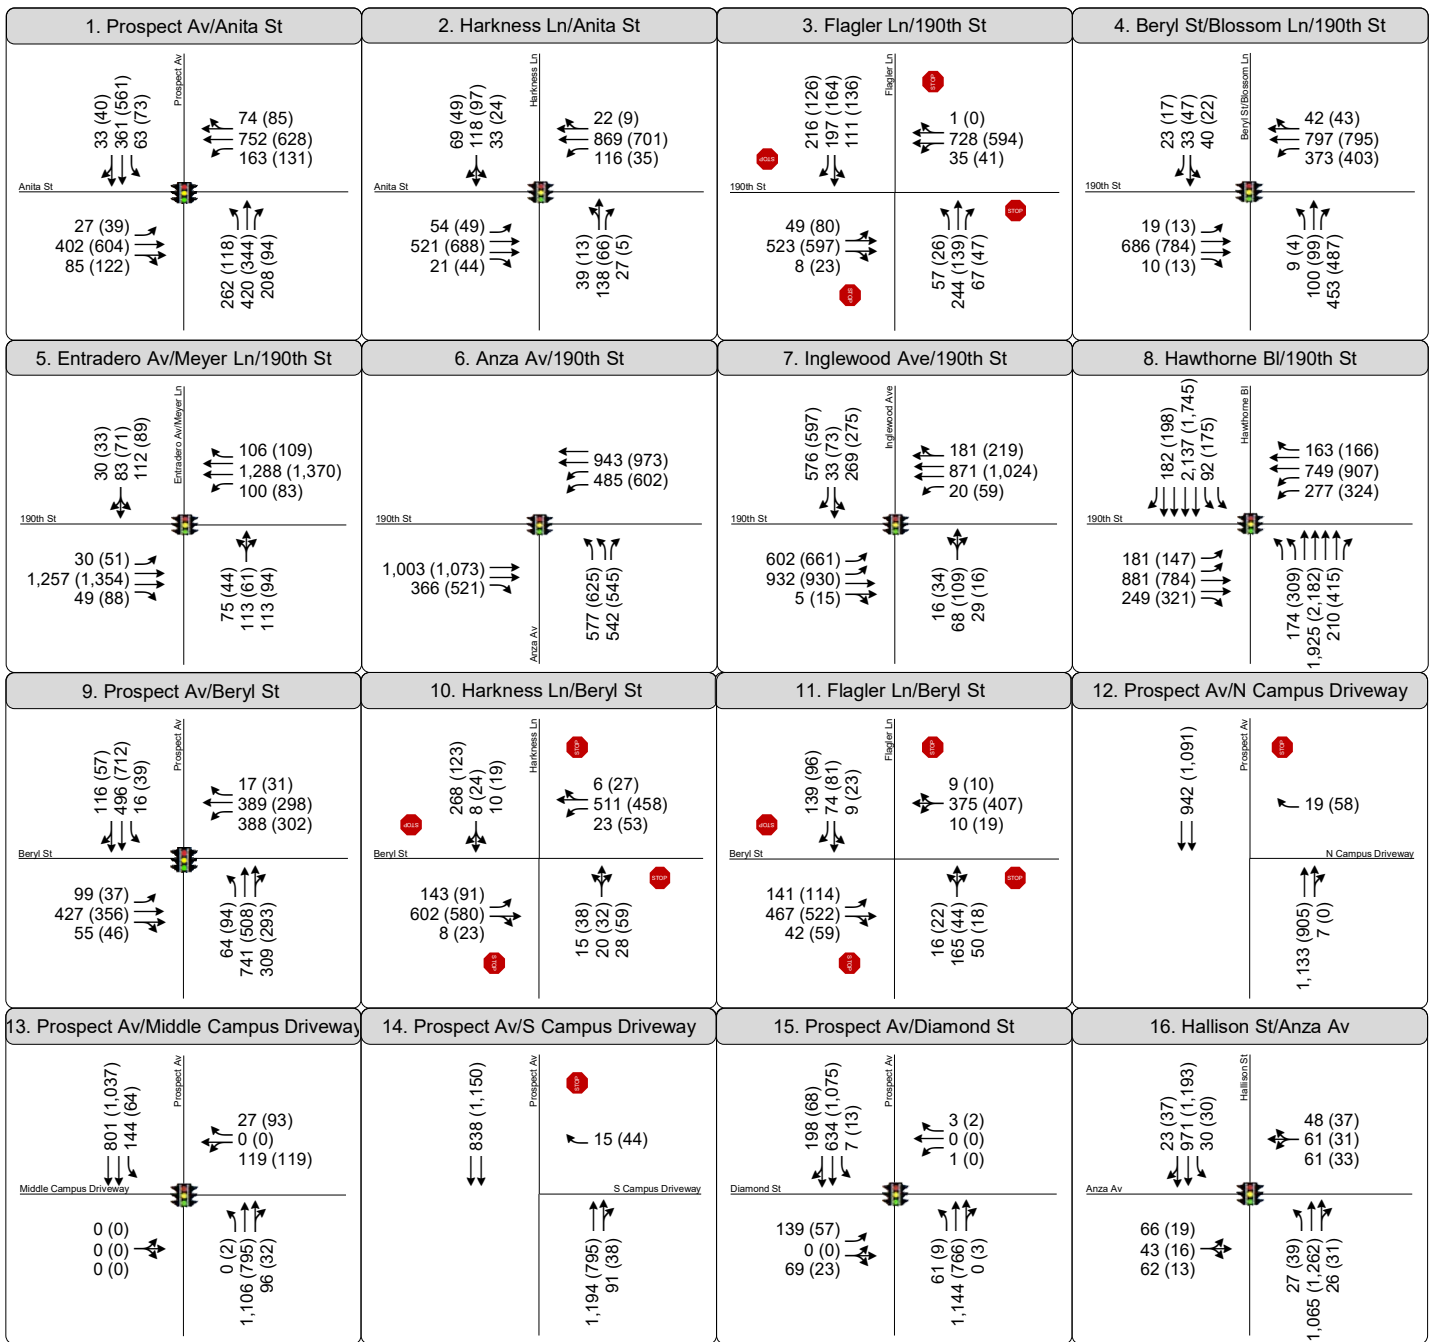 1. Prospect Av/Anita St
33 (40)
361 (561)
63 (73)
Prospect Av
74 (85)
752 (628)
163 (131)
Anita St
27 (39)
402 (604)
85 (122)
262 (118)
420 (344)
208 (94)
2. Harkness Ln/Anita St
69 (49)
118 (97)
33 (24)
Harkness Ln
22 (9)
869 (701)
116 (35)
Anita St
54 (49)
521 (688)
21 (44)
39 (13)
138 (66)
27 (5)
3. Flagler Ln/190th St
216 (126)
197 (164)
111 (136)
Flagler Ln
STOP
1 (0)
728 (594)
35 (41)
STOP
190th St
STOP
49 (80)
523 (597)
8 (23)
57 (26)
244 (139)
67 (47)
STOP
4. Beryl St/Blossom Ln/190th St
23 (17)
33 (47)
40 (22)
Beryl St/Blossom Ln
42 (43)
797 (795)
373 (403)
190th St
19 (13)
686 (784)
10 (13)
9 (4)
100 (99)
453 (487)
5. Entradero Av/Meyer Ln/190th St
30 (33)
83 (71)
112 (89)
Entradero Av/Meyer Ln
106 (109)
1,288 (1,370)
100 (83)
190th St
30 (51)
1,257 (1,354)
49 (88)
75 (44)
113 (61)
113 (94)
6. Anza Av/190th St
943 (973)
485 (602)
190th St
1,003 (1,073)
366 (521)
Anza Av
577 (625)
542 (545)
7. Inglewood Ave/190th St
576 (597)
33 (73)
269 (275)
Inglewood Ave
181 (219)
871 (1,024)
20 (59)
190th St
602 (661)
932 (930)
5 (15)
16 (34)
68 (109)
29 (16)
8. Hawthorne Bl/190th St
182 (198)
2,137 (1,745)
92 (175)
Hawthorne Bl
163 (166)
749 (907)
277 (324)
190th St
181 (147)
881 (784)
249 (321)
174 (309)
1,925 (2,182)
210 (415)
9. Prospect Av/Beryl St
116 (57)
496 (712)
16 (39)
Prospect Av
17 (31)
389 (298)
388 (302)
Beryl St
99 (37)
427 (356)
55 (46)
64 (94)
741 (508)
309 (293)
10. Harkness Ln/Beryl St
268 (123)
8 (24)
10 (19)
Harkness Ln
STOP
6 (27)
511 (458)
23 (53)
STOP
Beryl St
STOP
143 (91)
602 (580)
8 (23)
15 (38)
20 (32)
28 (59)
STOP
11. Flagler Ln/Beryl St
139 (96)
74 (81)
9 (23)
Flagler Ln
STOP
9 (10)
375 (407)
10 (19)
STOP
Beryl St
STOP
141 (114)
467 (522)
42 (59)
16 (22)
165 (44)
50 (18)
STOP
12. Prospect Av/N Campus Driveway
942 (1,091)
Prospect Av
STOP
19 (58)
N Campus Driveway
1,133 (905)
7 (0)
13. Prospect Av/Middle Campus Driveway
801 (1,037)
144 (64)
Prospect Av
27 (93)
0 (0)
119 (119)
Middle Campus Driveway
0 (0)
0 (0)
0 (0)
0 (2)
1,106 (795)
96 (32)
14. Prospect Av/S Campus Driveway
838 (1,150)
Prospect Av
STOP
15 (44)
S Campus Driveway
1,194 (795)
91 (38)
15. Prospect Av/Diamond St
198 (68)
634 (1,075)
7 (13)
Prospect Av
3 (2)
0 (0)
1 (0)
Diamond St
139 (57)
0 (0)
69 (23)
61 (9)
1,144 (766)
0 (3)
16. Hallison St/Anza Av
23 (37)
971 (1,193)
30 (30)
Hallison St
48 (37)
61 (31)
61 (33)
Anza Av
66 (19)
43 (16)
62 (13)
27 (39)
1,065 (1,262)
26 (31)